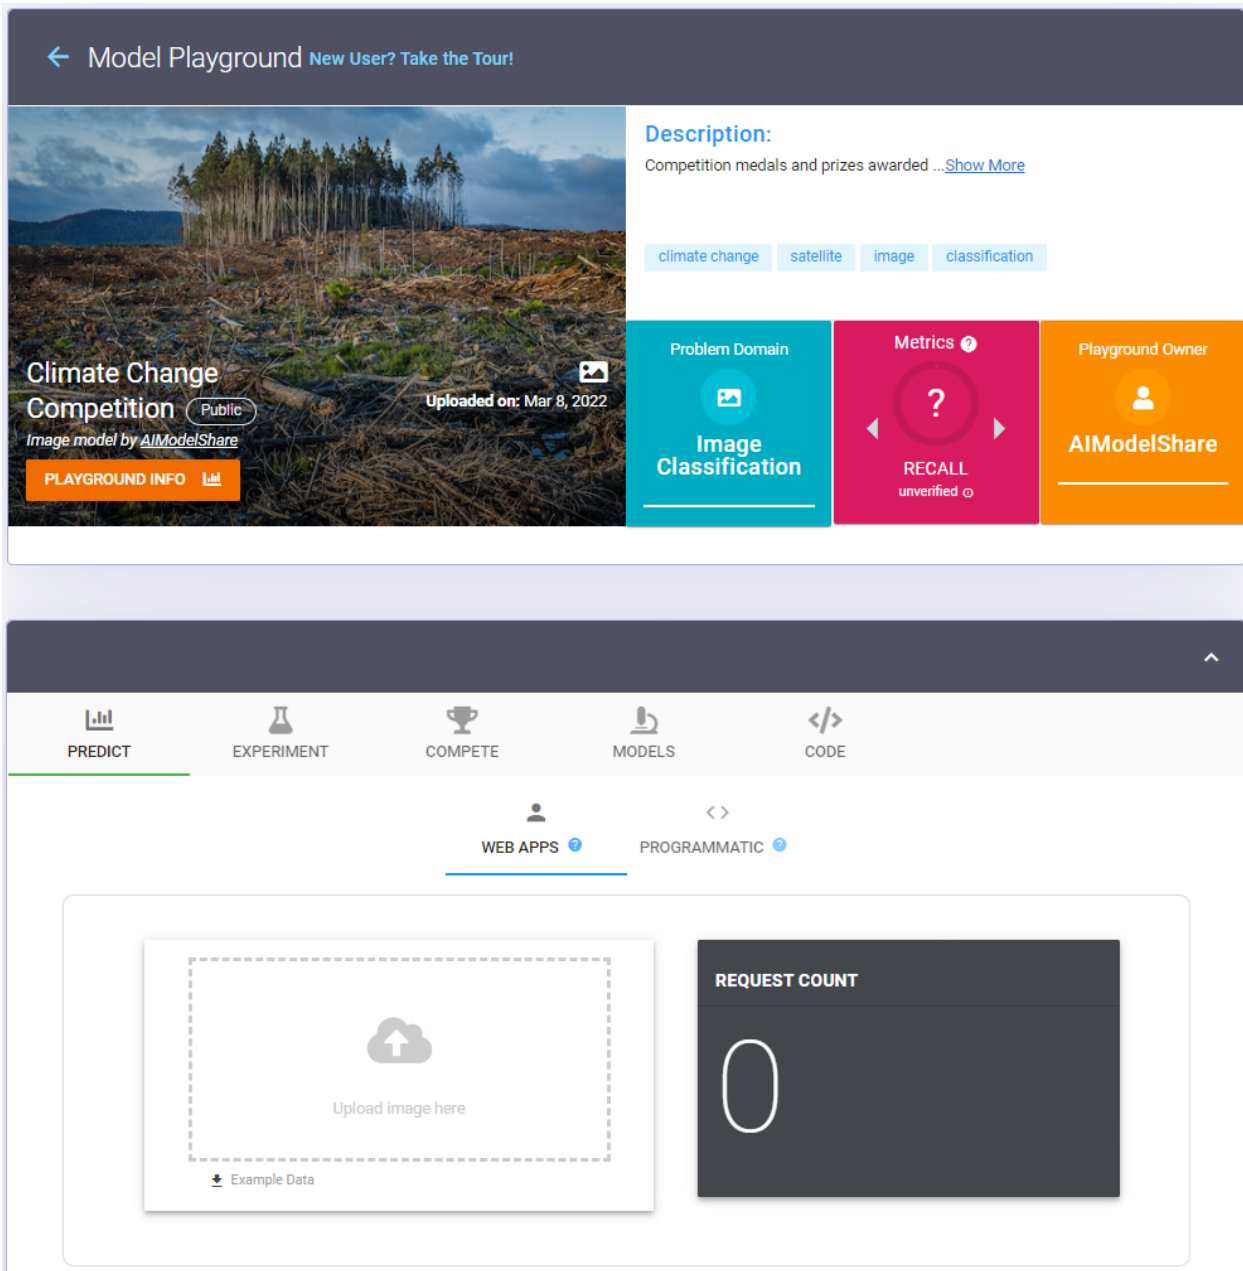 Model Playground New User? Take the Tour!
Description:
Competition medals and prizes awarded ...Show More
climate change satellite image classification
Climate Change
Competition Public
Uploaded on: Mar 8, 2022
Image model by AIModelShare
PLAYGROUND INFO
Problem Domain
Image
Classification
Metrics ?
?
RECALL
unverified
Playground Owner
AIModelShare
PREDICT EXPERIMENT COMPETE MODELS CODE
WEB APPS ? PROGRAMMATIC ?
Upload image here
Example Data
REQUEST COUNT
0